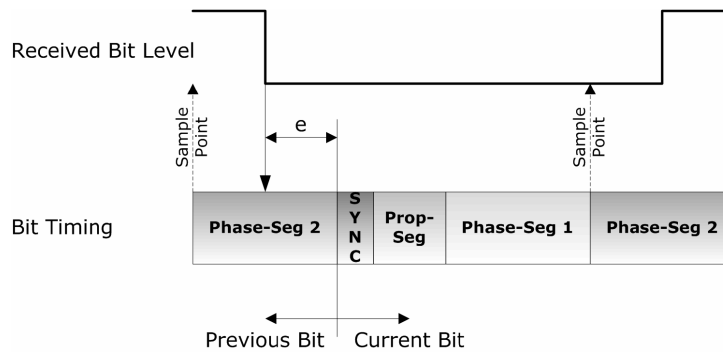 Received Bit Level
Sample
Point
e
Sample
Point
Bit Timing
Phase-Seg 2
SYNC
Prop-
Seg
Phase-Seg 1
Phase-Seg 2
Previous Bit
Current Bit